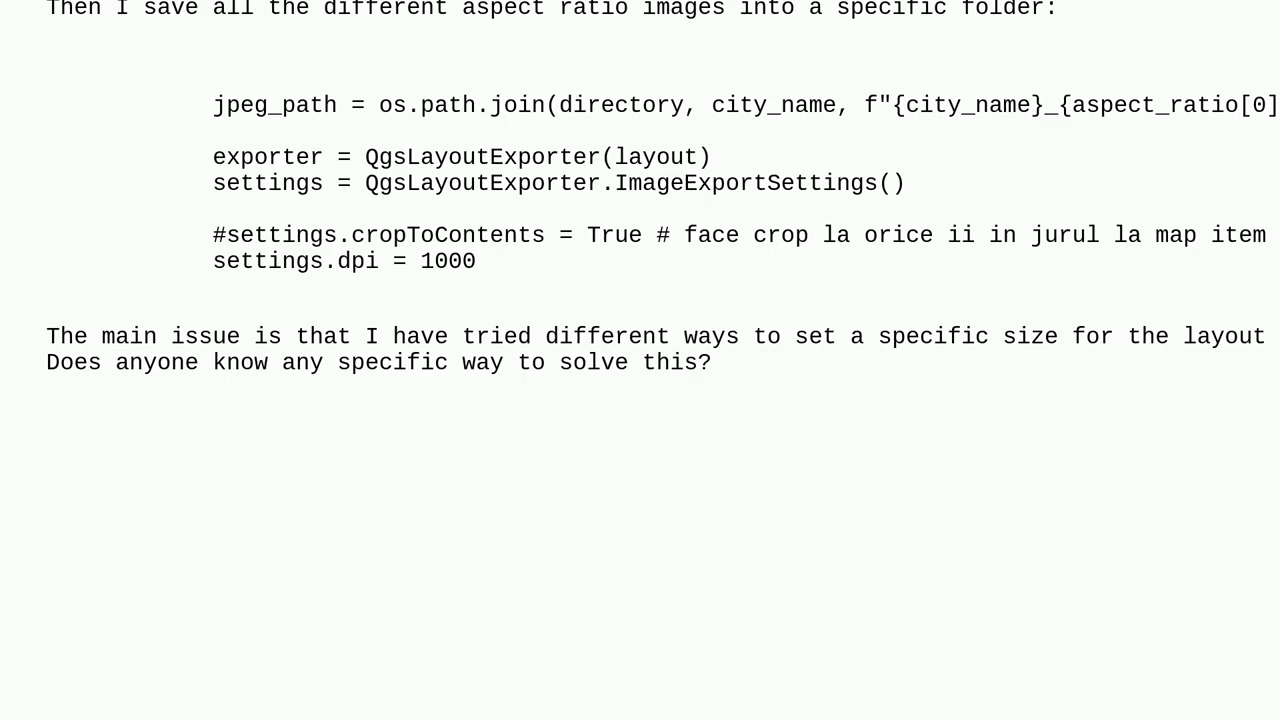 Then I save all the different aspect ratio images into a specific folder:
jpeg_path = os.path.join(directory, city_name, f"{city_name}_{aspect_ratio[0]
exporter = QgsLayoutExporter(layout)
settings = QgsLayoutExporter.ImageExportSettings()
#settings.cropToContents = True # face crop la orice ii in jurul la map item
settings.dpi = 1000
The main issue is that I have tried different ways to set a specific size for the layout
Does anyone know any specific way to solve this?